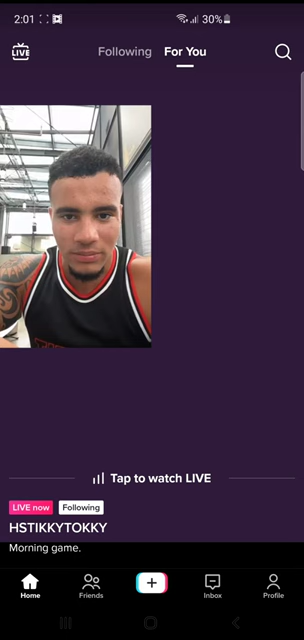 2:01
30%
LIVE
Following For You
Tap to watch LIVE
LIVE now Following
HSTIKKYTOKKY
Morning game.
Home Friends Inbox Profile